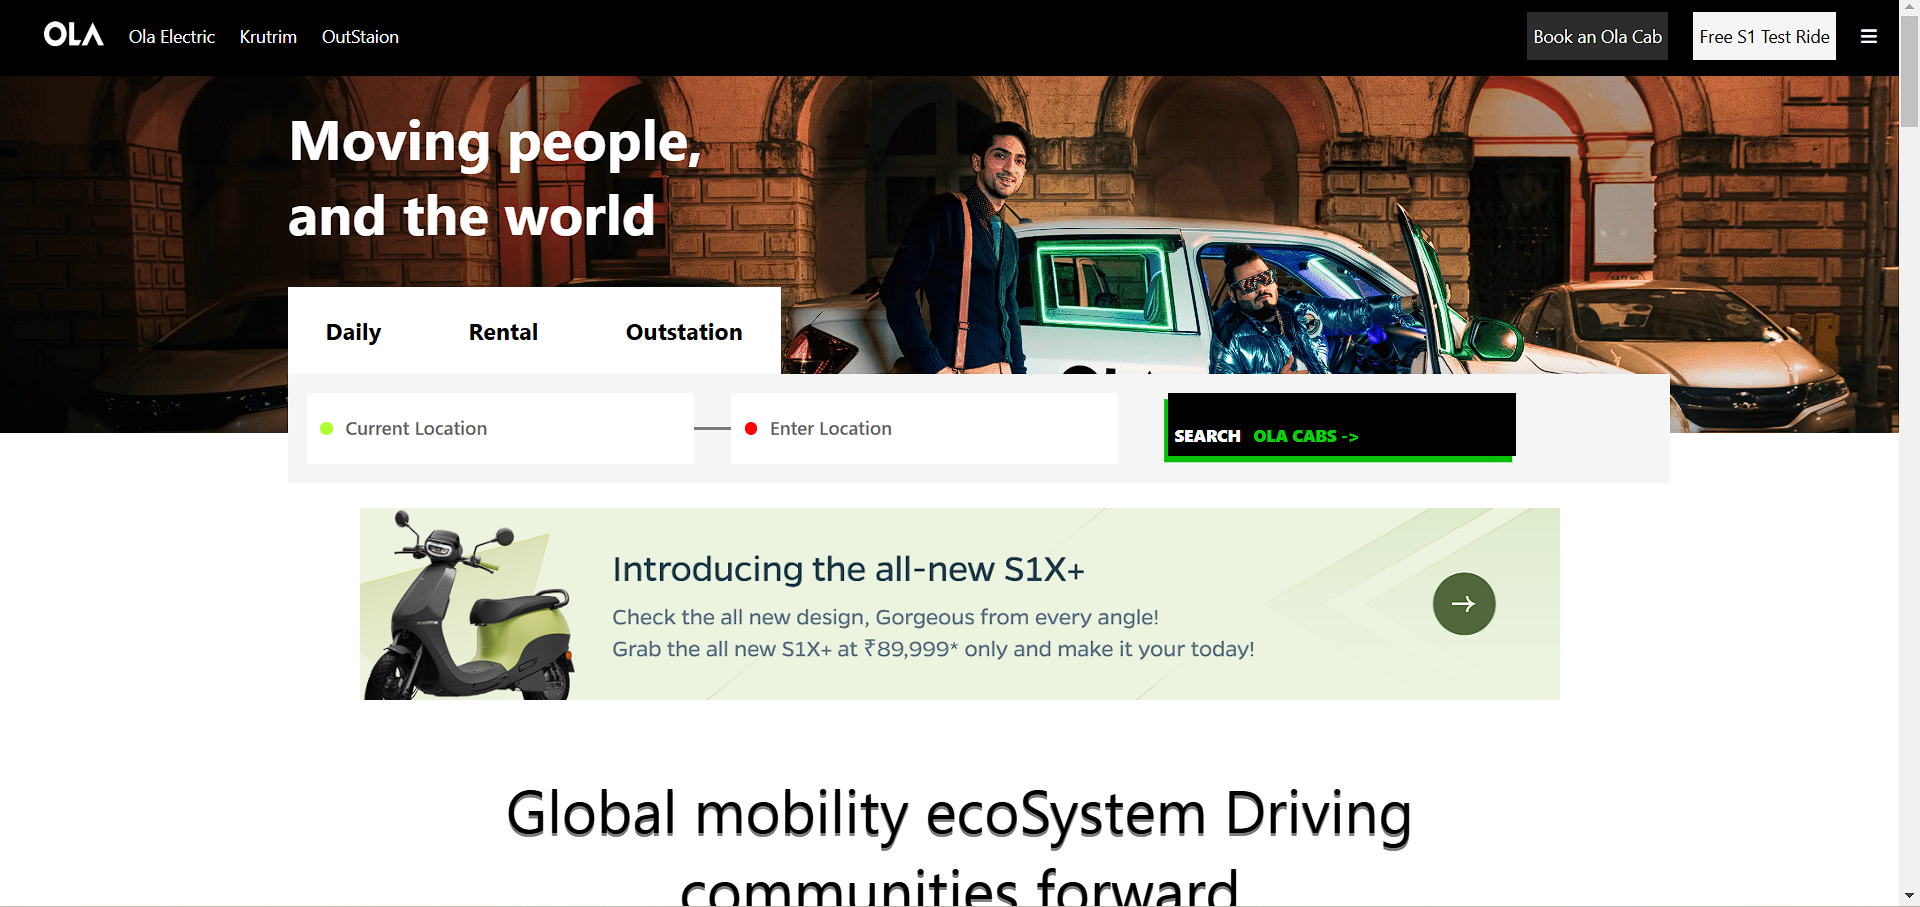 OLA
Ola Electric
Krutrim
OutStaion
Book an Ola Cab
Free S1 Test Ride
Moving people,
and the world
Daily
Rental
Outstation
Current Location
Enter Location
SEARCH OLA CABS ->
Introducing the all-new S1X+
Check the all new design, Gorgeous from every angle!
Grab the all new S1X+ at ₹89,999* only and make it your today!
Global mobility ecoSystem Driving
communities forward